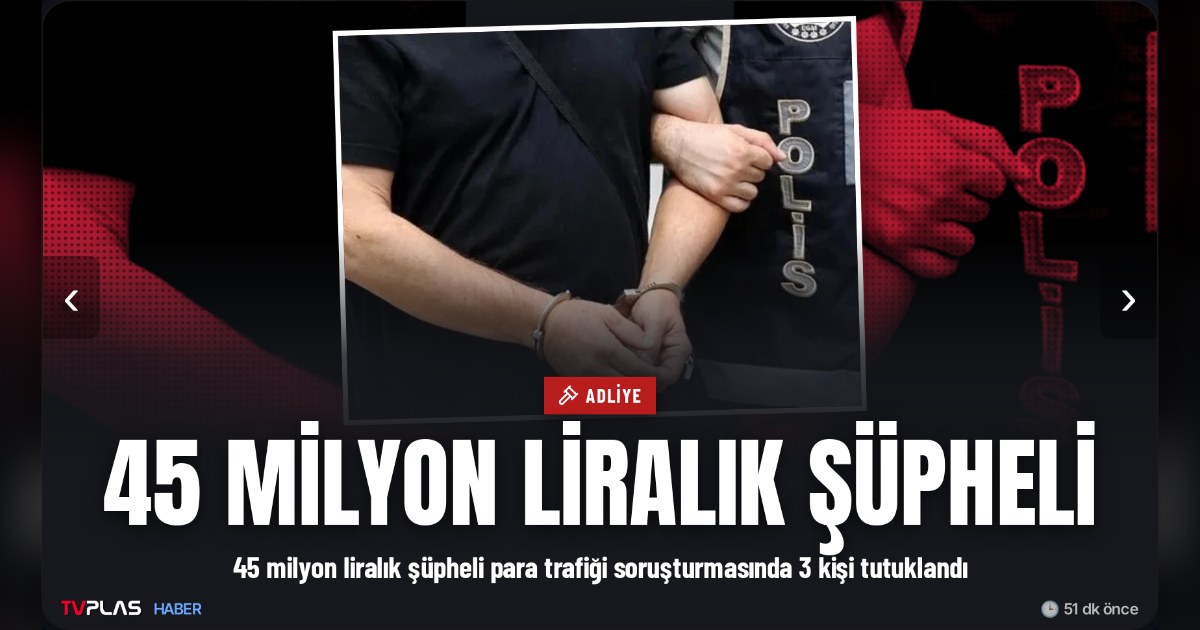 POLİS
POLİS
ADLİYE
45 MİLYON LİRALIK ŞÜPHELİ
45 milyon liralık şüpheli para trafiği soruşturmasında 3 kişi tutuklandı
TVPLAS HABER
51 dk önce